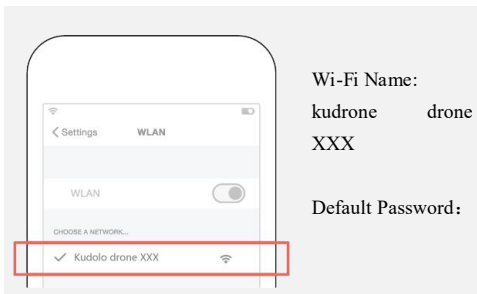 Settings WLAN
WLAN
CHOOSE A NETWORK...
Kudolo drone XXX
Wi-Fi Name:
kudrone drone
XXX
Default Password：